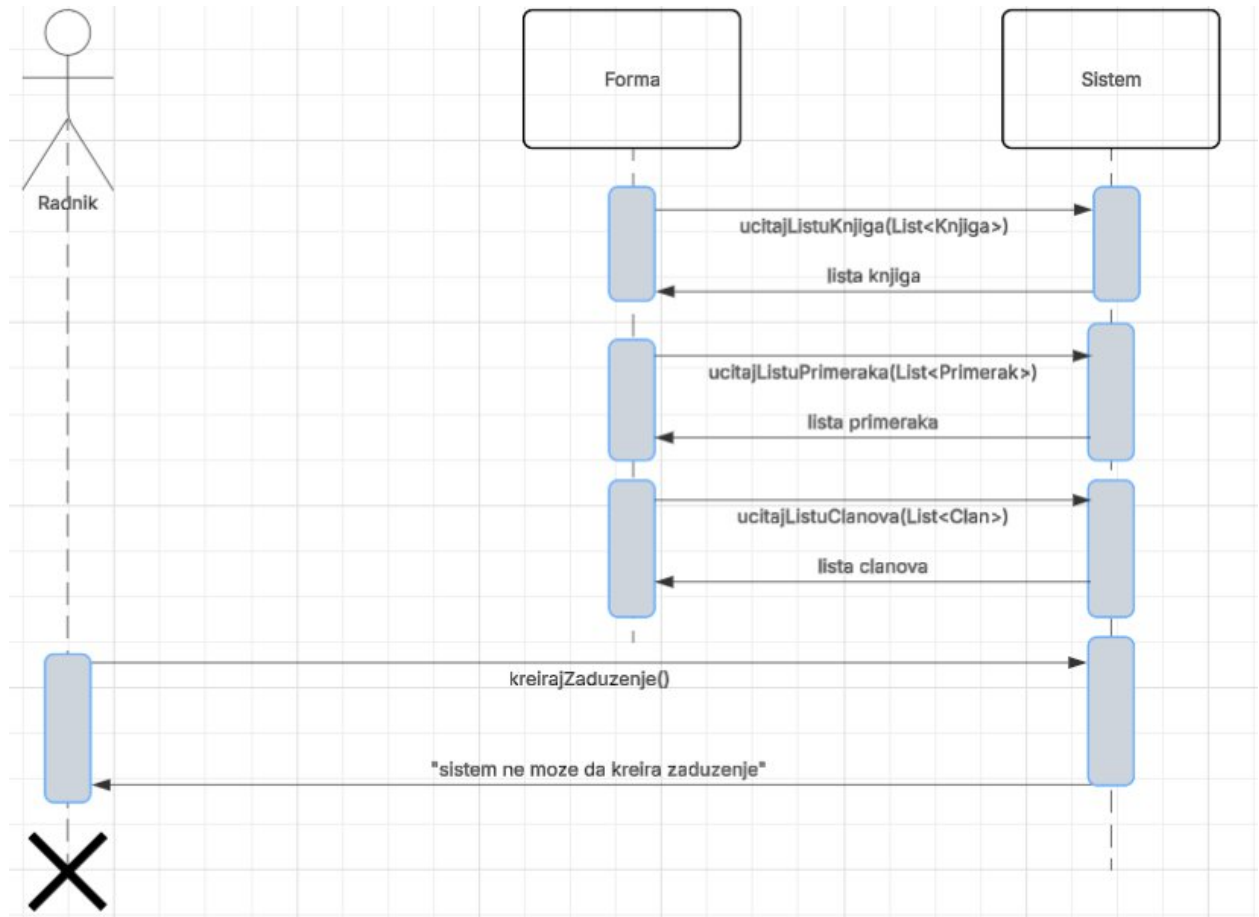 Forma
Sistem
Radnik
ucitajListuKnjiga(List<Knjiga>)
lista knjiga
ucitajListuPrimeraka(List<Primerak>)
lista primeraka
ucitajListuClanova(List<Clan>)
lista clanova
kreirajZaduzenje()
"sistem ne moze da kreira zaduzenje"